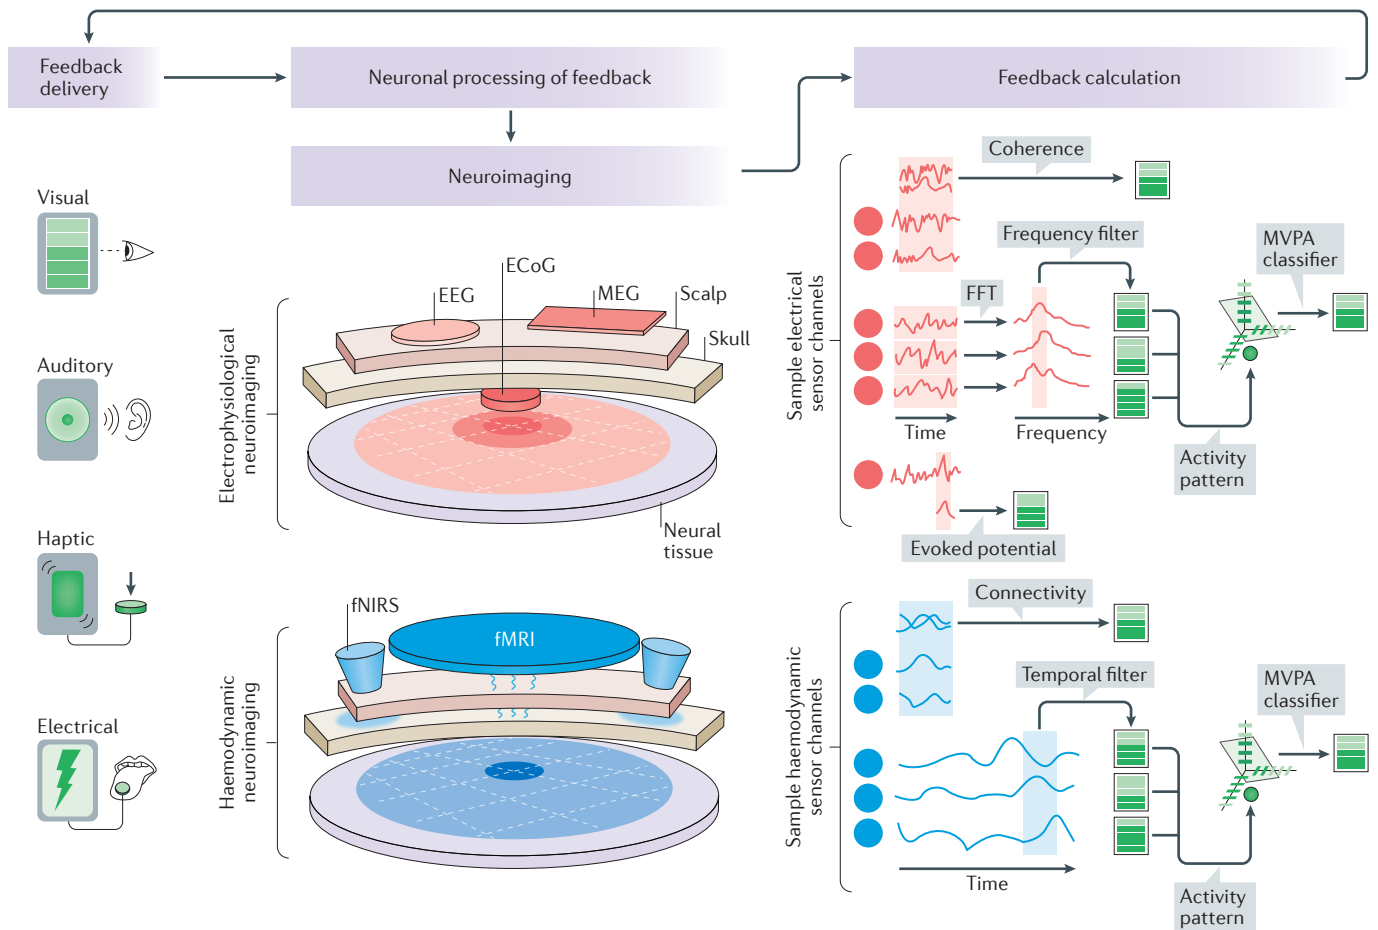 Feedback
delivery
Neuronal processing of feedback
Feedback calculation
Neuroimaging
Visual
Auditory
Haptic
Electrical
Electrophysiological
neuroimaging
ECoG
EEG
MEG
Scalp
Skull
Neural
tissue
Haemodynamic
neuroimaging
fNIRS
fMRI
Sample electrical
sensor channels
Coherence
Frequency filter
FFT
MVPA
classifier
Time
Frequency
Activity
pattern
Evoked potential
Sample haemodynamic
sensor channels
Connectivity
Temporal filter
MVPA
classifier
Time
Activity
pattern